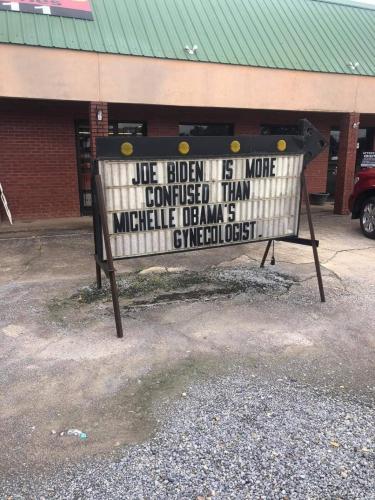 JOE BIDEN IS MORE
CONFUSED THAN
MICHELLE OBAMA'S
GYNECOLOGIST.